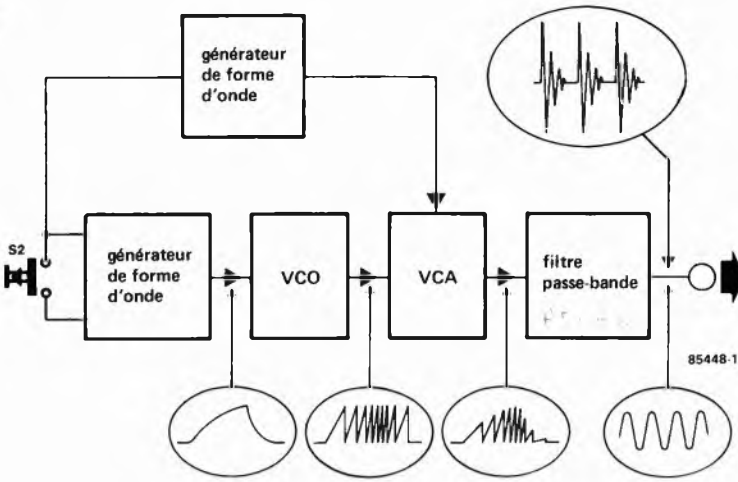 générateur
de forme
d'onde
S2
générateur
de forme
d'onde
VCO
VCA
filtre
passe-bande
85448-1